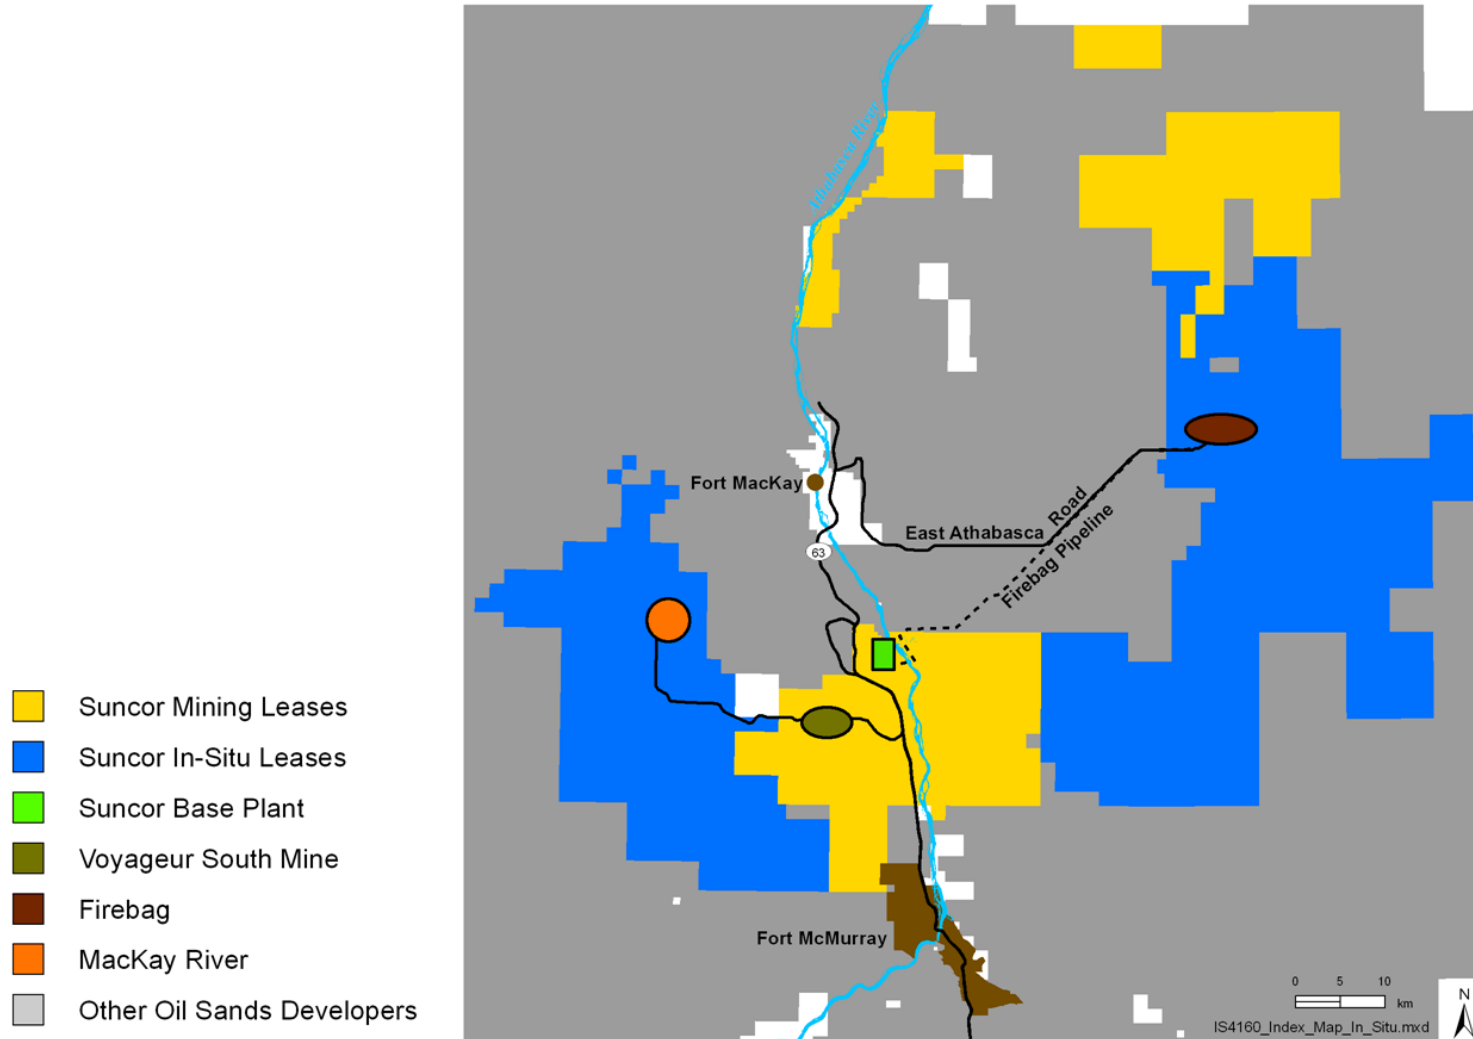 Athabasca River
Fort MacKay
East Athabasca Road
Firebag Pipeline
63
Suncor Mining Leases
Suncor In-Situ Leases
Suncor Base Plant
Voyageur South Mine
Firebag
MacKay River
Other Oil Sands Developers
Fort McMurray
0 5 10
km
N
IS4160_Index_Map_In_Situ.mxd